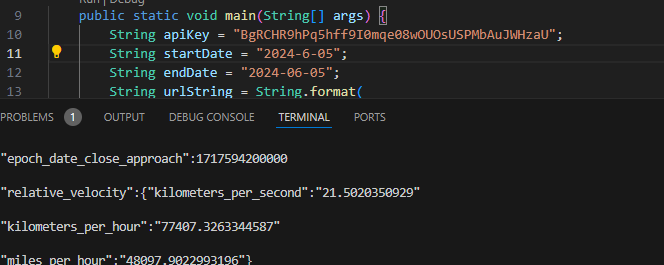 Run | Debug
9 public static void main(String[] args) {
10 String apiKey = "BgRCHR9hPq5hff9I0mqe08wOUOsUSPMbAuJWHzaU";
11 String startDate = "2024-6-05";
12 String endDate = "2024-06-05";
13 String urlString = String.format(
PROBLEMS 1 OUTPUT DEBUG CONSOLE TERMINAL PORTS
"epoch_date_close_approach":1717594200000
"relative_velocity":{"kilometers_per_second":"21.5020350929"
"kilometers_per_hour":"77407.3263344587"
"miles_per_hour":"48097.9022993196"}